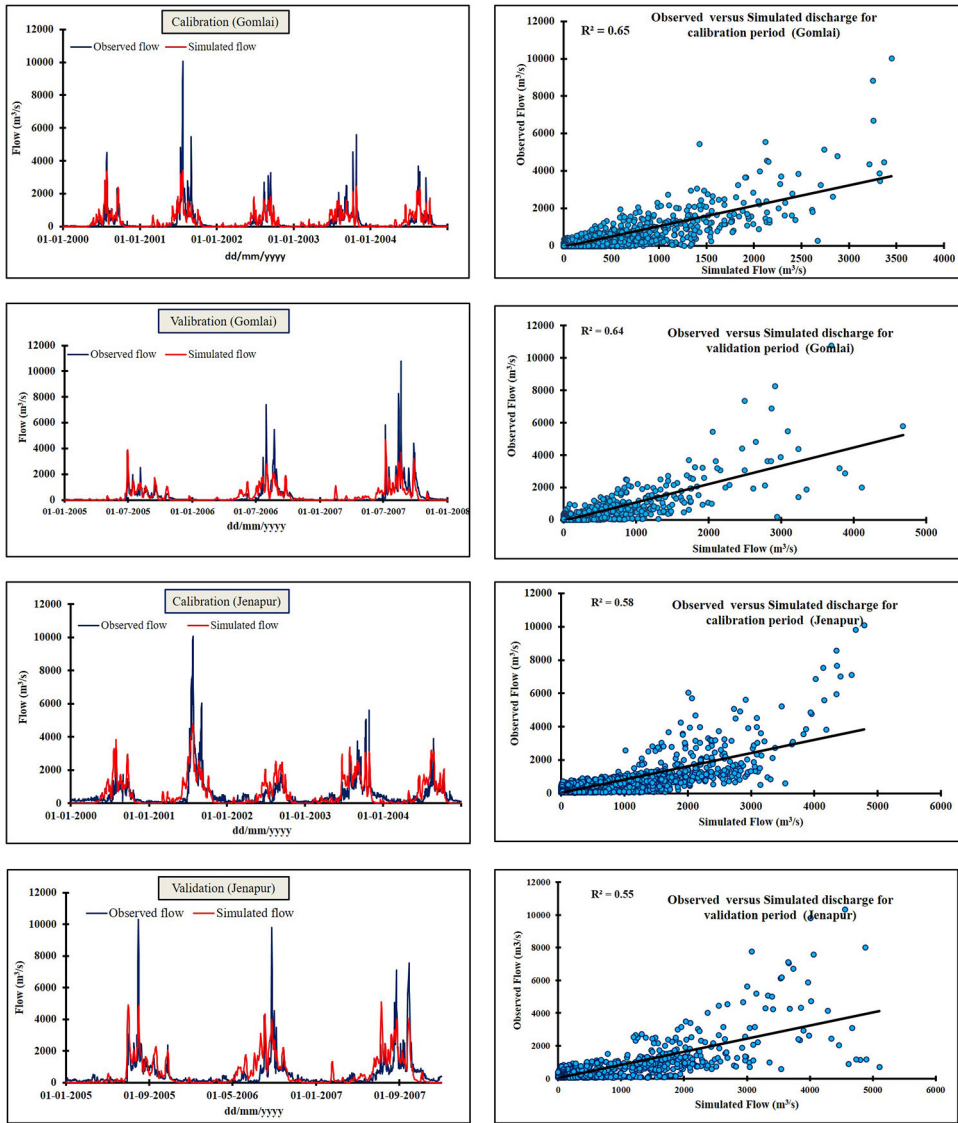 Calibration (Gomlai)
Observed flow Simulated flow
Flow (m³/s)
12000
10000
8000
6000
4000
2000
0
01-01-2000 01-01-2001 01-01-2002 01-01-2003 01-01-2004
dd/mm/yyyy
Observed versus Simulated discharge for
calibration period (Gomlai)
R² = 0.65
Observed Flow (m³/s)
12000
10000
8000
6000
4000
2000
0
0 500 1000 1500 2000 2500 3000 3500 4000
Simulated Flow (m³/s)
Valibration (Gomlai)
Observed flow Simulated flow
Flow (m³/s)
12000
10000
8000
6000
4000
2000
0
01-01-2005 01-07-2005 01-01-2006 01-07-2006 01-01-2007 01-07-2007 01-01-2008
dd/mm/yyyy
R² = 0.64
Observed versus Simulated discharge for
validation period (Gomlai)
Observed Flow (m³/s)
12000
10000
8000
6000
4000
2000
0
0 1000 2000 3000 4000 5000
Simulated Flow (m³/s)
Calibration (Jenapur)
Observed flow Simulated flow
Flow (m³/s)
12000
10000
8000
6000
4000
2000
0
01-01-2000 01-01-2001 01-01-2002 01-01-2003 01-01-2004
dd/mm/yyyy
R² = 0.58
Observed versus Simulated discharge for
calibration period (Jenapur)
Observed Flow (m³/s)
12000
10000
8000
6000
4000
2000
0
0 1000 2000 3000 4000 5000 6000
Simulated Flow (m³/s)
Validation (Jenapur)
Observed flow Simulated flow
Flow (m³/s)
12000
10000
8000
6000
4000
2000
0
01-01-2005 01-09-2005 01-05-2006 01-01-2007 01-09-2007
dd/mm/yyyy
R² = 0.55
Observed versus Simulated discharge for
validation period (Jenapur)
Observed Flow (m3/s)
12000
10000
8000
6000
4000
2000
0
0 1000 2000 3000 4000 5000 6000
Simulated Flow (m³/s)